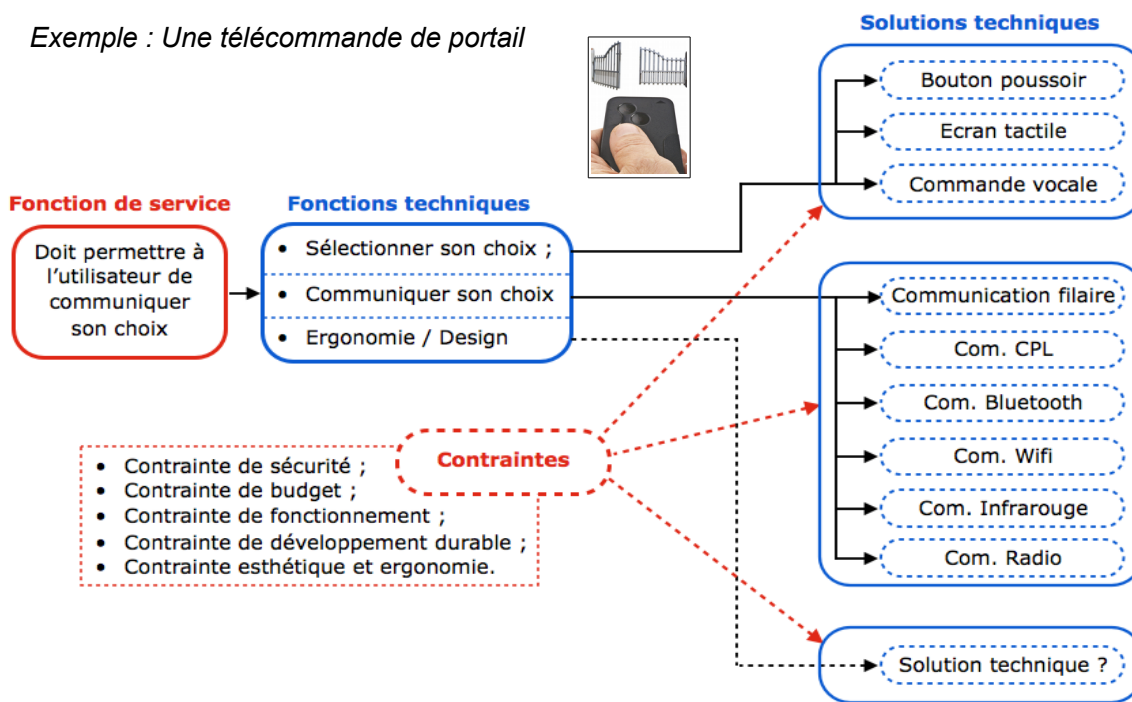 Exemple : Une télécommande de portail
Solutions techniques
Bouton poussoir
Ecran tactile
Commande vocale
Fonction de service
Doit permettre à
l'utilisateur de
communiquer
son choix
Fonctions techniques
• Sélectionner son choix ;
• Communiquer son choix
• Ergonomie / Design
Communication filaire
Com. CPL
Com. Bluetooth
Com. Wifi
Com. Infrarouge
Com. Radio
Contraintes
• Contrainte de sécurité ;
• Contrainte de budget ;
• Contrainte de fonctionnement ;
• Contrainte de développement durable ;
• Contrainte esthétique et ergonomie.
Solution technique ?